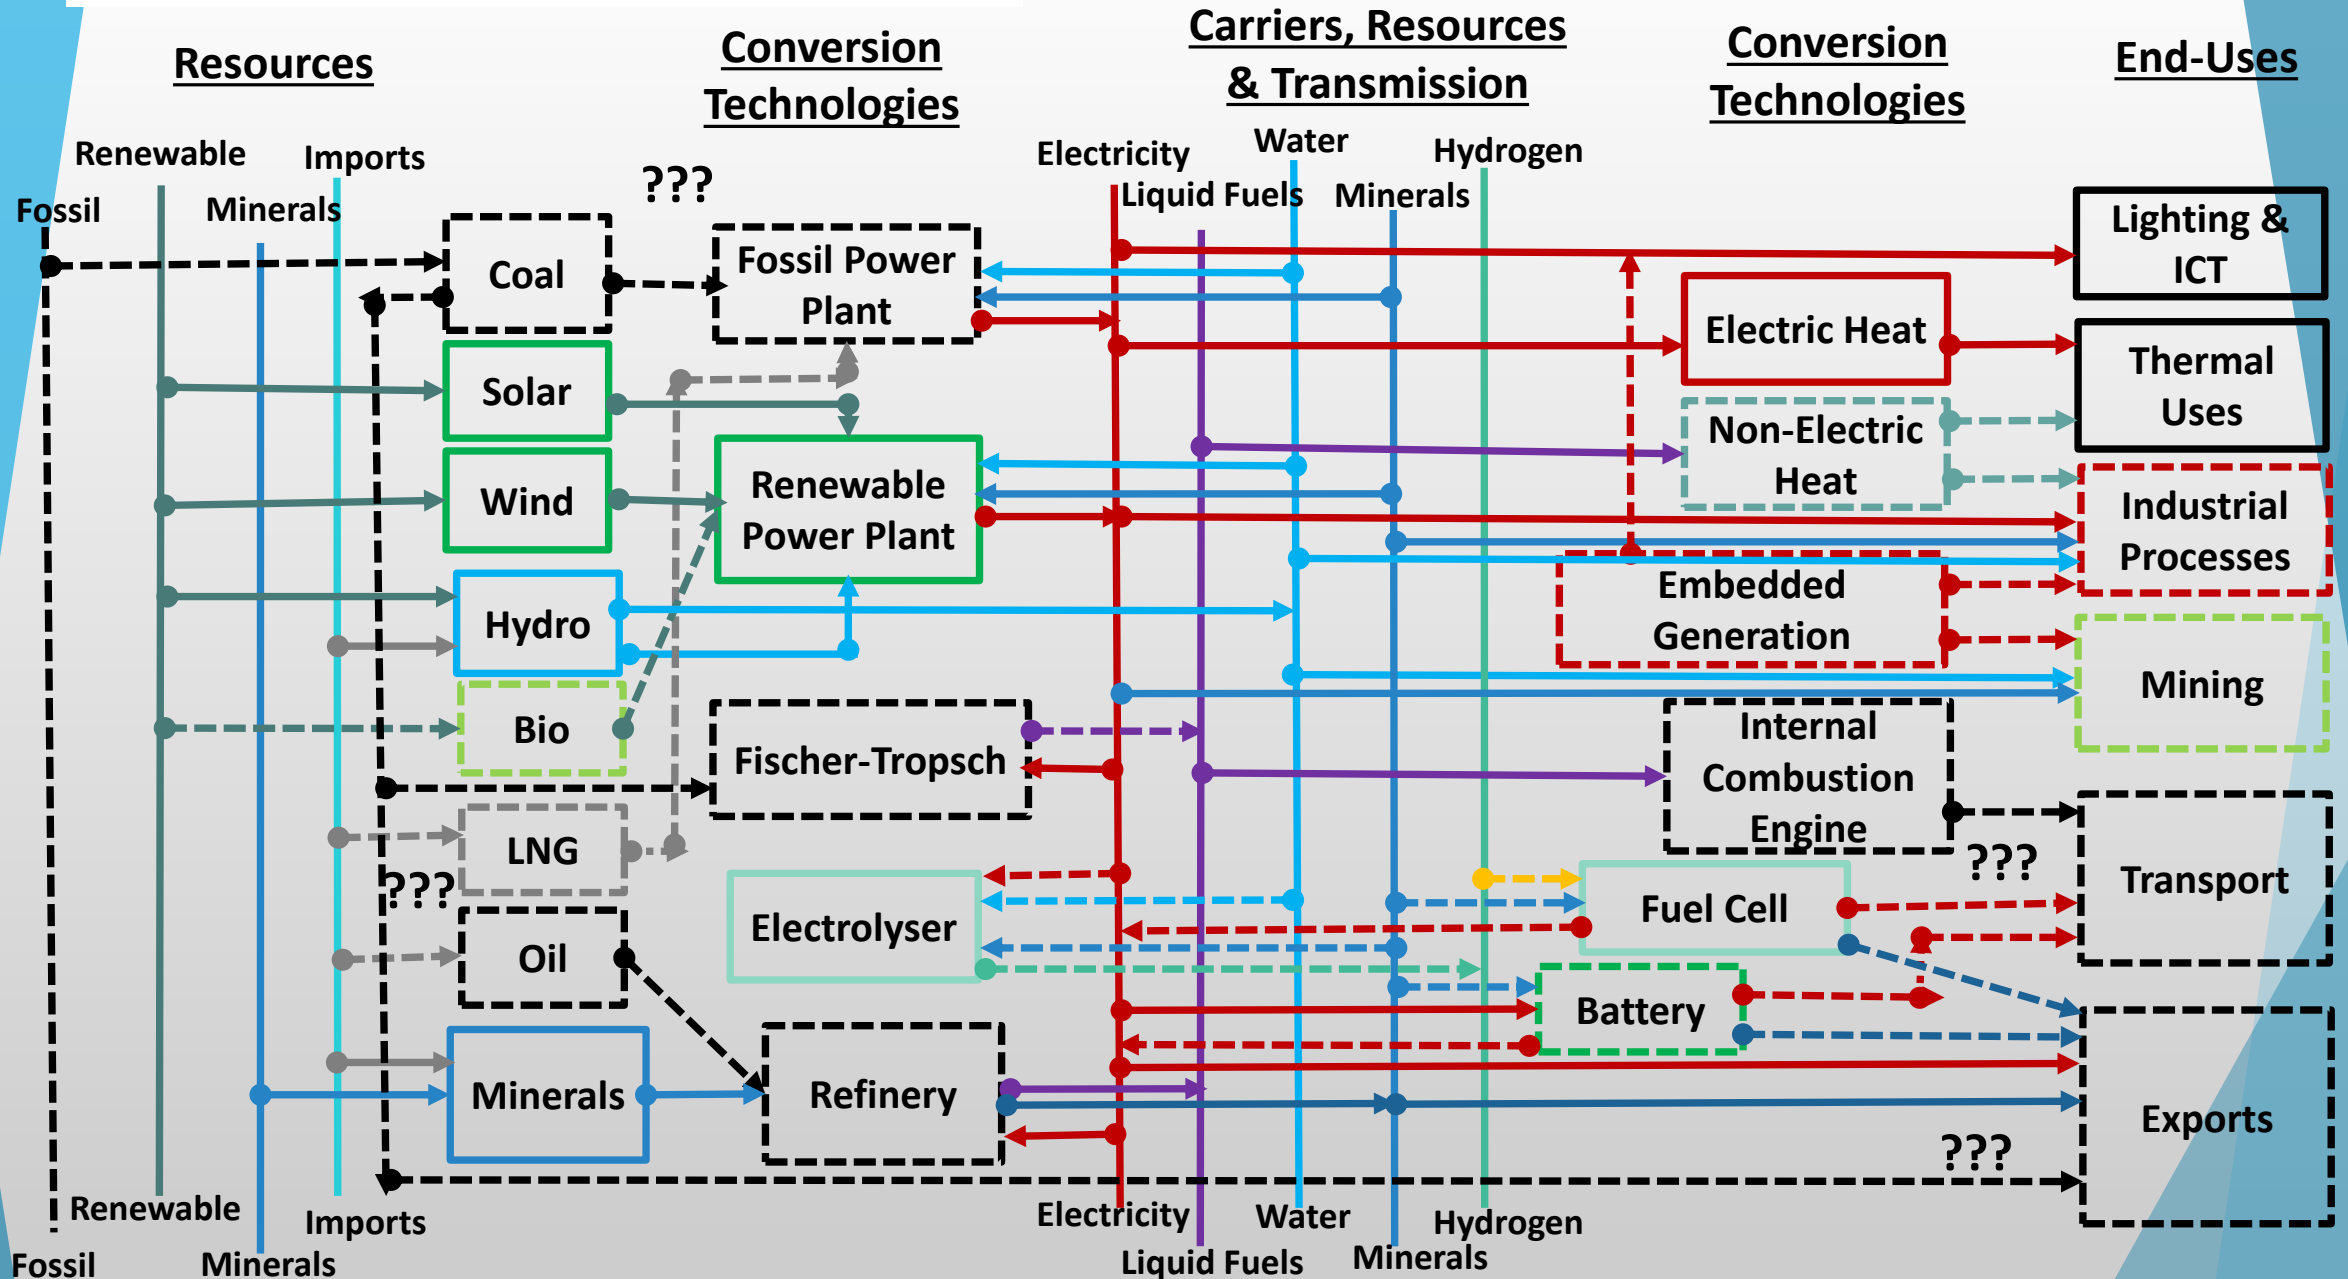 Resources
Conversion
Technologies
Carriers, Resources
& Transmission
Conversion
Technologies
End-Uses
Renewable
Imports
Fossil
Minerals
???
Electricity
Water
Hydrogen
Liquid Fuels
Minerals
Coal
Solar
Wind
Hydro
Bio
LNG
???
Oil
Minerals
Fossil Power
Plant
Renewable
Power Plant
Fischer-Tropsch
Electrolyser
Refinery
Electric Heat
Non-Electric
Heat
Embedded
Generation
Internal
Combustion
Engine
???
Fuel Cell
Battery
Lighting &
ICT
Thermal
Uses
Industrial
Processes
Mining
Transport
Exports
???
Renewable
Imports
Fossil
Minerals
Electricity
Water
Hydrogen
Liquid Fuels
Minerals